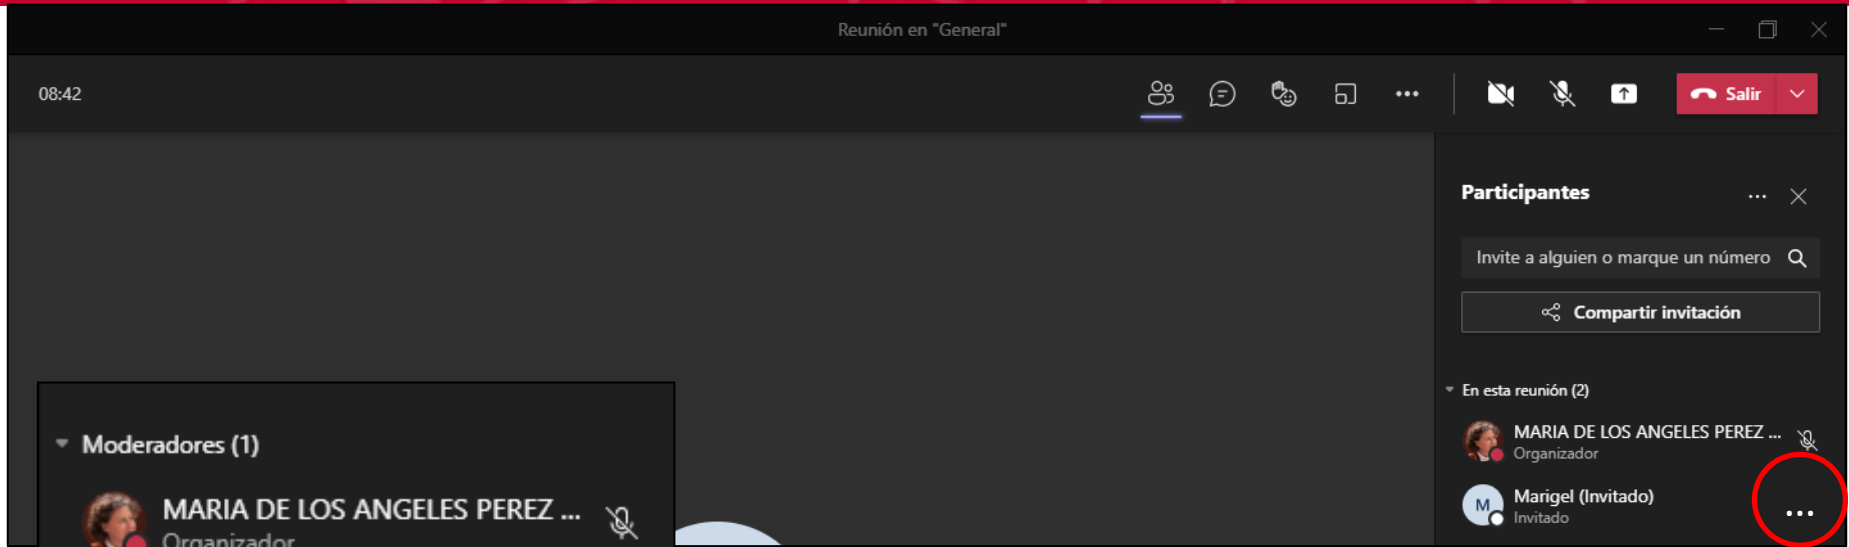 Reunión en "General"
08:42
Salir
Participantes
Invite a alguien o marque un número
Compartir invitación
En esta reunión (2)
MARIA DE LOS ANGELES PEREZ ...
Organizador
M
Marigel (Invitado)
Invitado
Moderadores (1)
MARIA DE LOS ANGELES PEREZ ...
Organizador